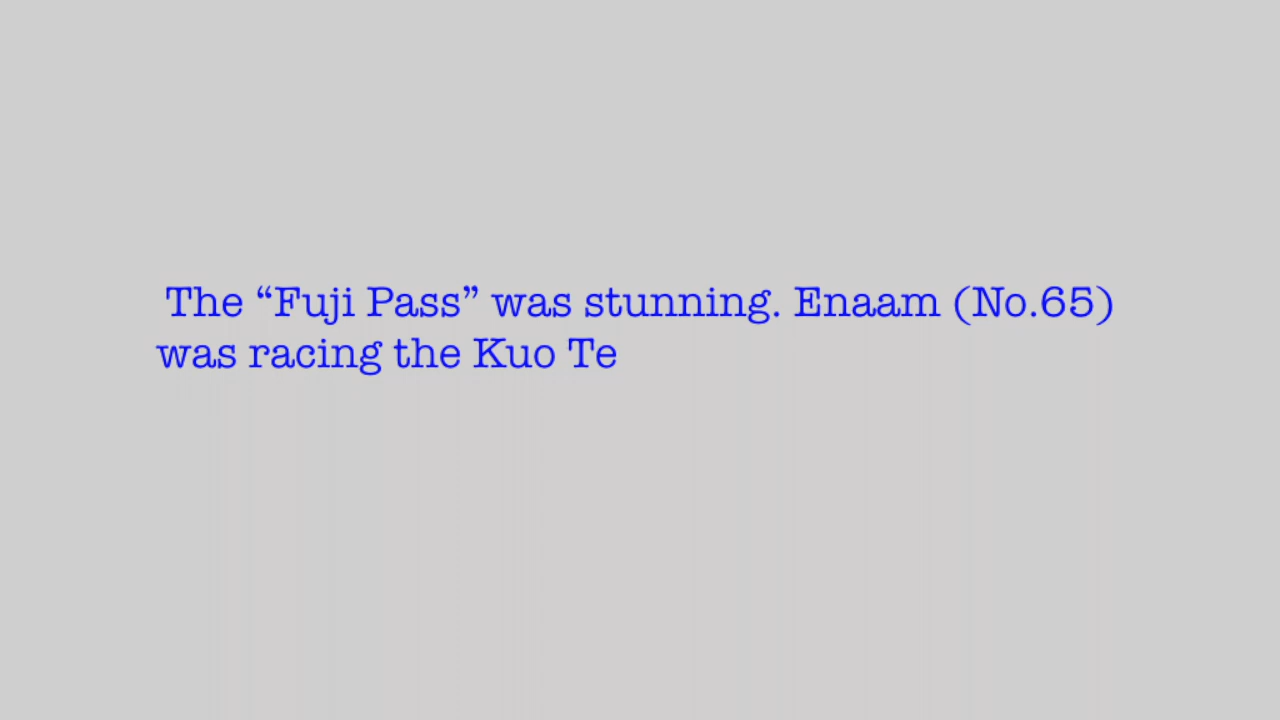 The “Fuji Pass” was stunning. Enaam (No.65)
was racing the Kuo Te